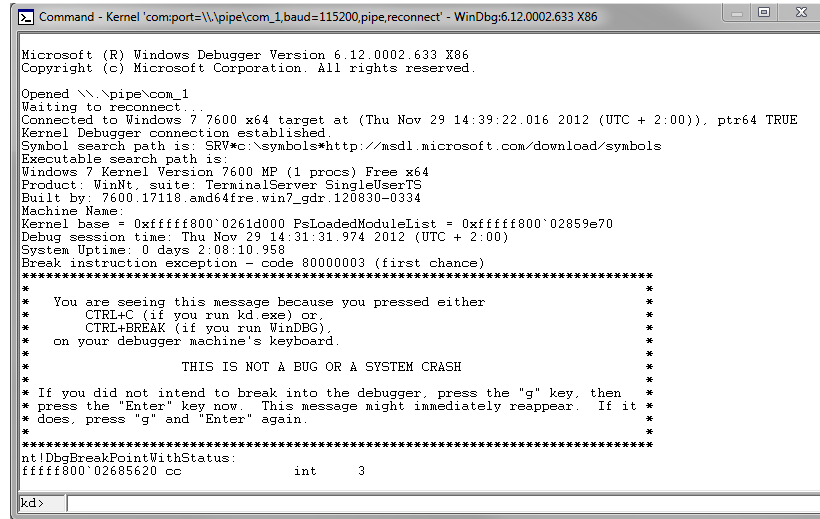 Command - Kernel 'com:port=\\.\pipe\com_1,baud=115200,pipe,reconnect' - WinDbg:6.12.0002.633 X86
Microsoft (R) Windows Debugger Version 6.12.0002.633 X86
Copyright (c) Microsoft Corporation. All rights reserved.
Opened \\.\pipe\com_1
Waiting to reconnect...
Connected to Windows 7 7600 x64 target at (Thu Nov 29 14:39:22.016 2012 (UTC + 2:00)), ptr64 TRUE
Kernel Debugger connection established.
Symbol search path is: SRV*c:\symbols*http://msdl.microsoft.com/download/symbols
Executable search path is:
Windows 7 Kernel Version 7600 MP (1 procs) Free x64
Product: WinNt, suite: TerminalServer SingleUserTS
Built by: 7600.17118.amd64fre.win7_gdr.120830-0334
Machine Name:
Kernel base = 0xfffff800`0261d000 PsLoadedModuleList = 0xfffff800`02859e70
Debug session time: Thu Nov 29 14:31:31.974 2012 (UTC + 2:00)
System Uptime: 0 days 2:08:10.958
Break instruction exception - code 80000003 (first chance)
*******************************************************************************
*                                                                             *
*   You are seeing this message because you pressed either                    *
*       CTRL+C (if you run kd.exe) or,                                        *
*       CTRL+BREAK (if you run WinDBG),                                       *
*   on your debugger machine's keyboard.                                      *
*                                                                             *
*                   THIS IS NOT A BUG OR A SYSTEM CRASH                       *
*                                                                             *
* If you did not intend to break into the debugger, press the "g" key, then   *
* press the "Enter" key now.  This message might immediately reappear.  If it *
* does, press "g" and "Enter" again.                                          *
*                                                                             *
*******************************************************************************
nt!DbgBreakPointWithStatus:
fffff800`02685620 cc              int     3
kd>